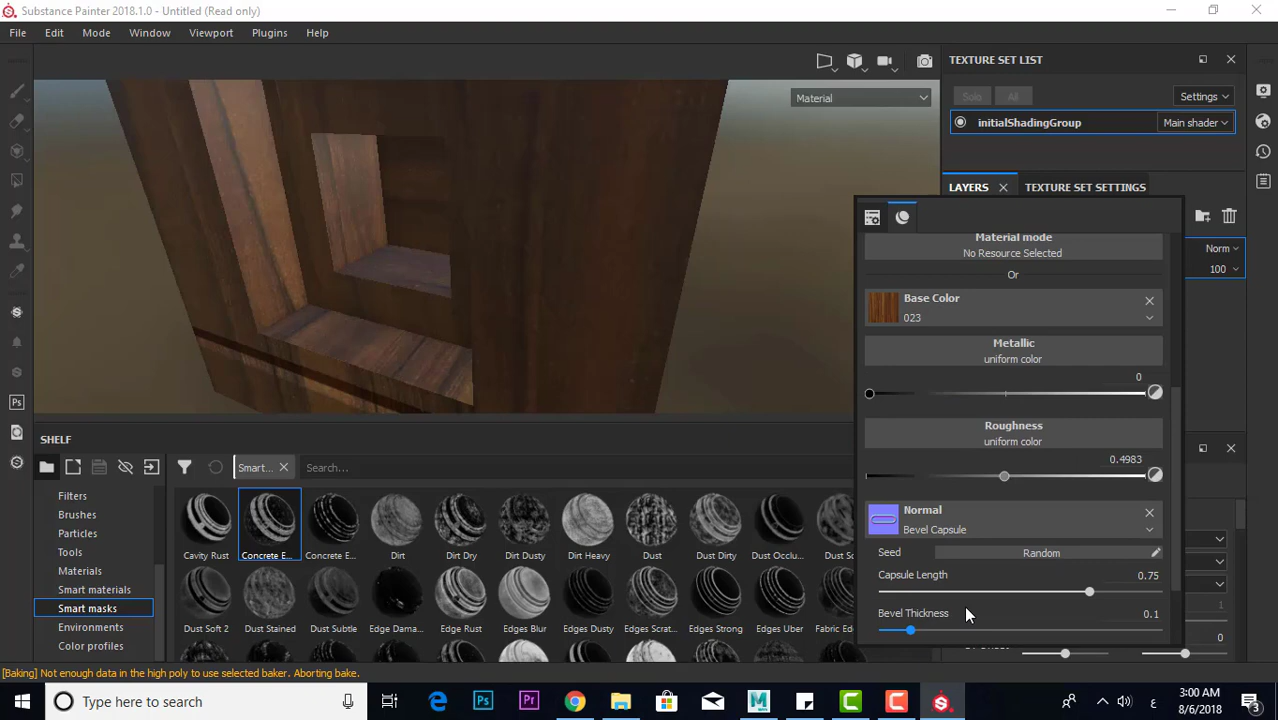 Substance Painter 2018.1.0 - Untitled (Read only)
File Edit Mode Window Viewport Plugins Help
Material
TEXTURE SET LIST
Solo All Settings
initialShadingGroup Main shader
LAYERS TEXTURE SET SETTINGS
Norm
100
Material mode
No Resource Selected
Or
Base Color
023
Metallic
uniform color
0
Roughness
uniform color
0.4983
Normal
Bevel Capsule
Seed Random
Capsule Length 0.75
Bevel Thickness 0.1
1
0
SHELF
Smart... Search...
Filters
Brushes
Particles
Tools
Materials
Smart materials
Smart masks
Environments
Color profiles
Cavity Rust Concrete E... Concrete E... Dirt Dirt Dry Dirt Dusty Dirt Heavy Dust Dust Dirty Dust Occlu...
Dust Soft 2 Dust Stained Dust Subtle Edge Dama... Edge Rust Edges Blurry Edges Dusty Edges Scrat... Edges Strong Edges Uber Fabric Edg...
[Baking] Not enough data in the high poly to use selected baker. Aborting bake.
Type here to search
Ps
Pr
ع
3:00 AM
8/6/2018
3